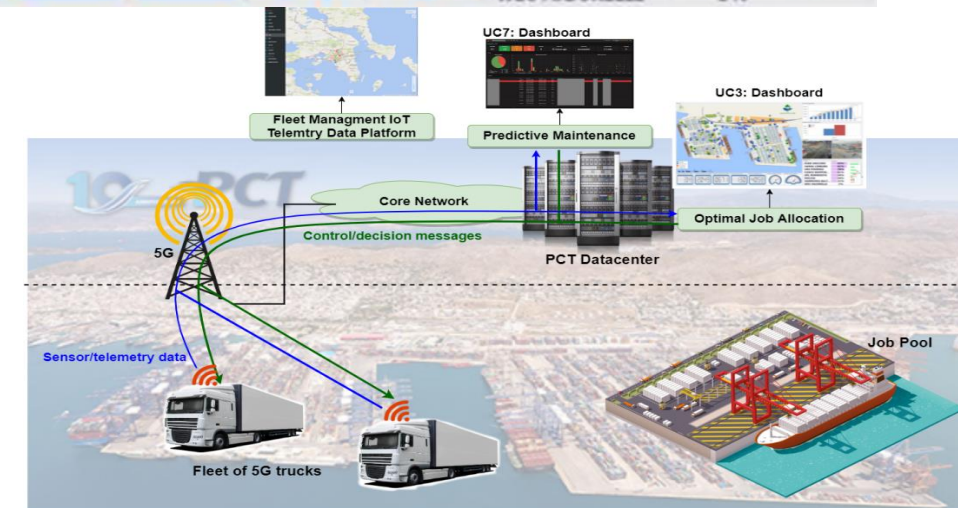 UC7: Dashboard
UC3: Dashboard
Fleet Managment IoT
Telemtry Data Platform
Predictive Maintenance
PCT
Core Network
Optimal Job Allocation
Control/decision messages
5G
PCT Datacenter
Sensor/telemetry data
Job Pool
Fleet of 5G trucks